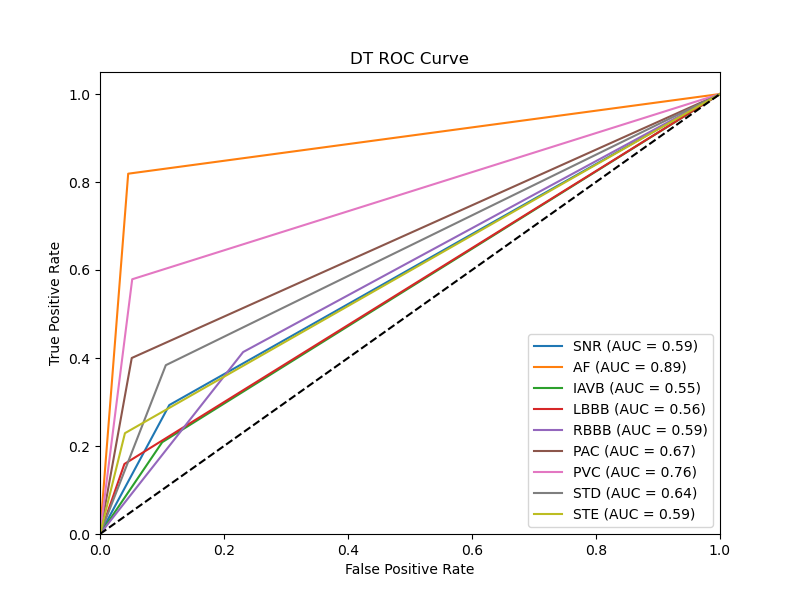 DT ROC Curve
True Positive Rate
1.0
0.8
0.6
0.4
0.2
0.0
0.0 0.2 0.4 0.6 0.8 1.0
False Positive Rate
SNR (AUC = 0.59)
AF (AUC = 0.89)
IAVB (AUC = 0.55)
LBBB (AUC = 0.56)
RBBB (AUC = 0.59)
PAC (AUC = 0.67)
PVC (AUC = 0.76)
STD (AUC = 0.64)
STE (AUC = 0.59)